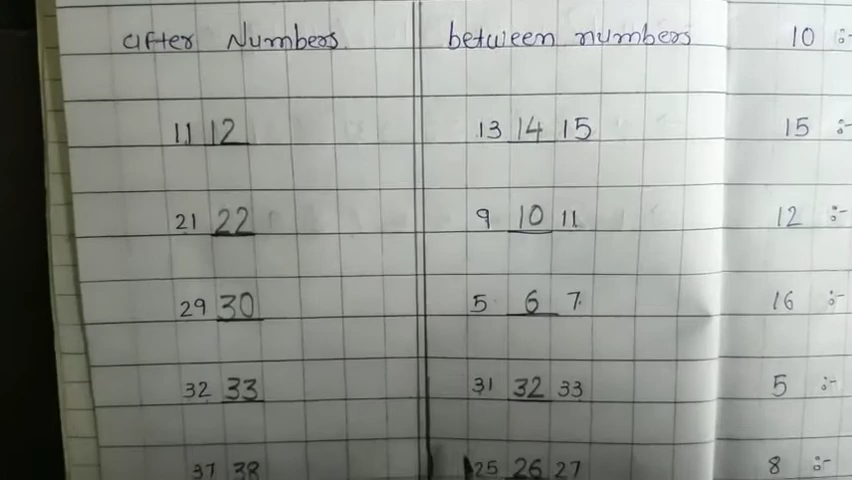 after Numbers between numbers 10 :-
11 12 13 14 15 15 :-
21 22 9 10 11 12 :-
29 30 5 6 7 16 :-
32 33 31 32 33 5 :-
37 38 25 26 27 8 :-